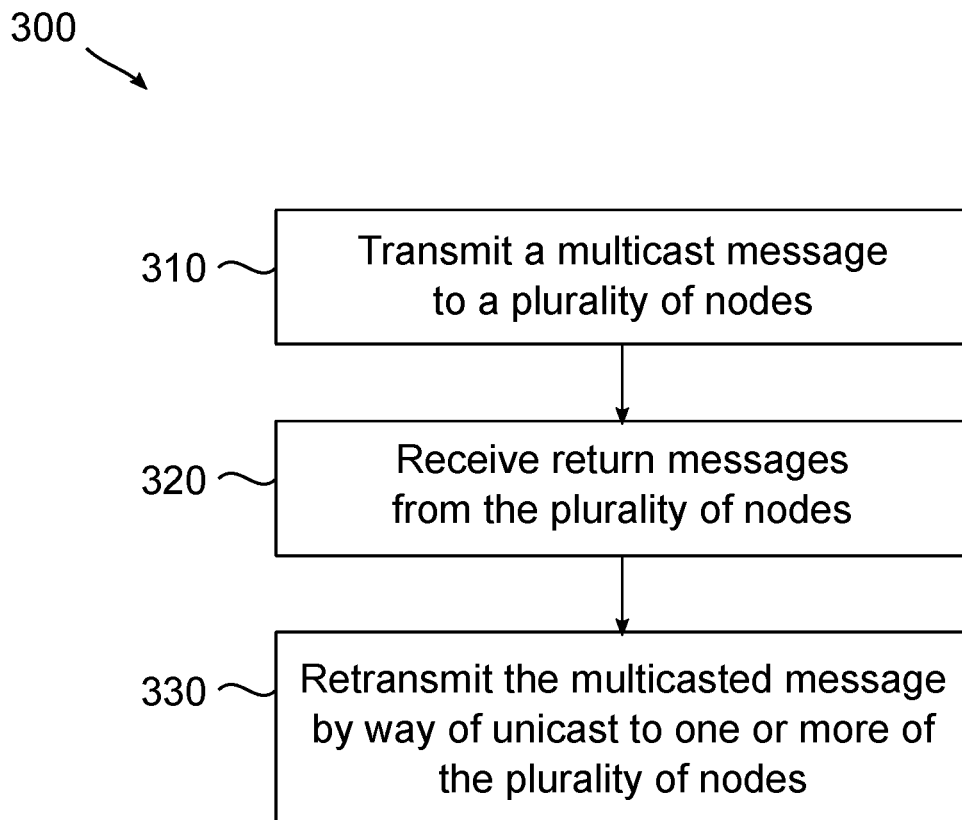 300
310
Transmit a multicast message
to a plurality of nodes
320
Receive return messages
from the plurality of nodes
330
Retransmit the multicasted message
by way of unicast to one or more of
the plurality of nodes